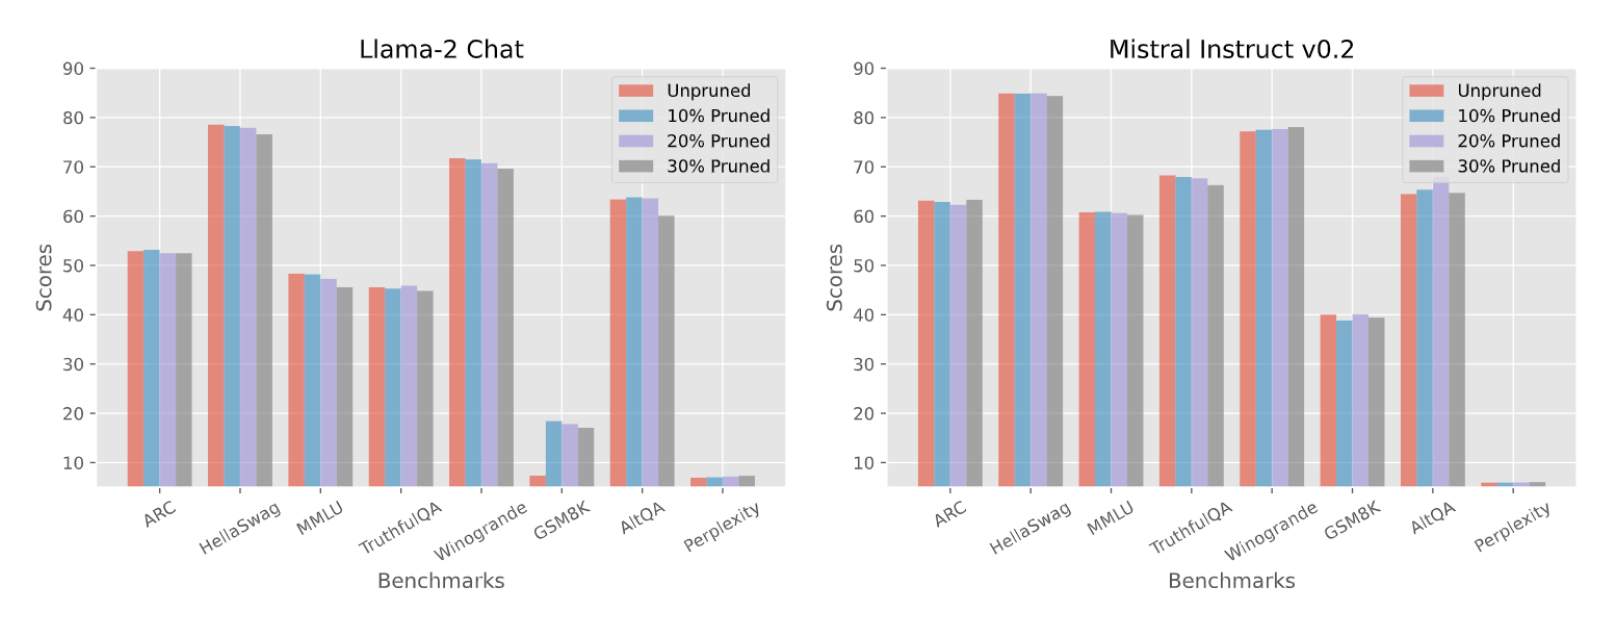 Llama-2 Chat
90
80
70
60
50
40
30
20
10
Scores
Unpruned
10% Pruned
20% Pruned
30% Pruned
ARC
HellaSwag
MMLU
TruthfulQA
Winogrande
GSM8K
AltQA
Perplexity
Benchmarks
Mistral Instruct v0.2
90
80
70
60
50
40
30
20
10
Scores
Unpruned
10% Pruned
20% Pruned
30% Pruned
ARC
HellaSwag
MMLU
TruthfulQA
Winogrande
GSM8K
AltQA
Perplexity
Benchmarks